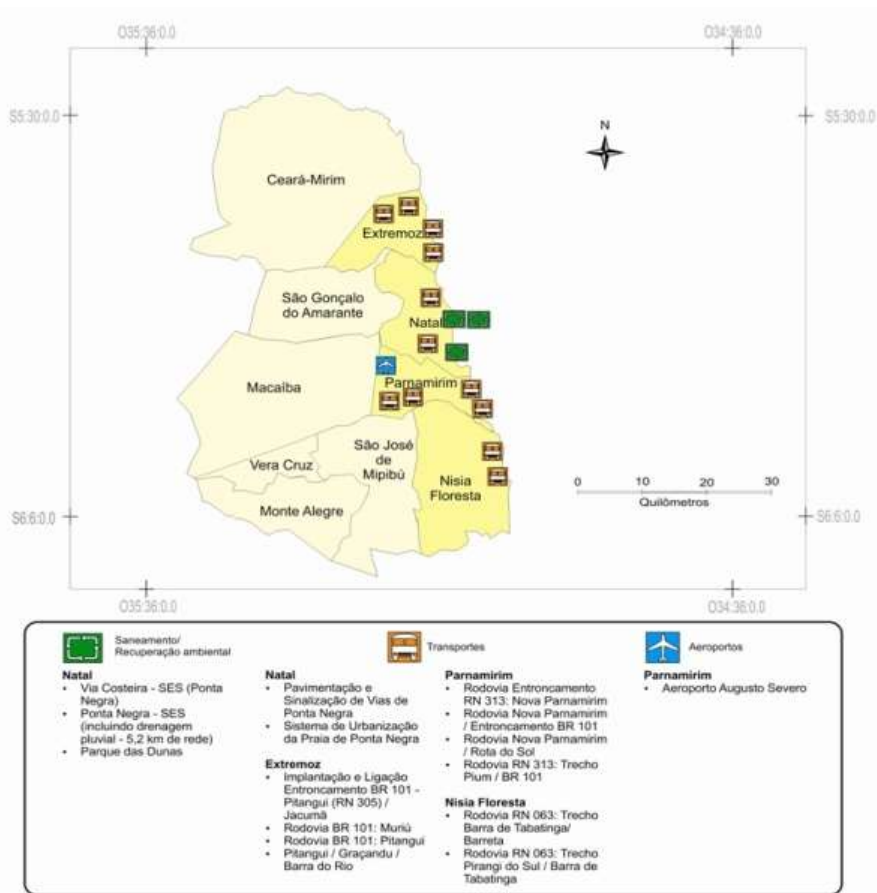 O35:36:0.0
O34:36:0.0
S5:30:0.0
S5:30:0.0
N
Ceará-Mirim
Extremoz
São Gonçalo
do Amarante
Natal
Macaíba
Parnamirim
São José
de
Mipibú
Vera Cruz
Nisia
Floresta
Monte Alegre
0 10 20 30
Quilômetros
S6:6:0.0
S6:6:0.0
O35:36:0.0
O34:36:0.0
Saneamento/
Recuperação ambiental
Natal
• Via Costeira - SES (Ponta
Negra)
• Ponta Negra - SES
(incluindo drenagem
pluvial - 5,2 km de rede)
• Parque das Dunas
Transportes
Natal
• Pavimentação e
Sinalização de Vias de
Ponta Negra
• Sistema de Urbanização
da Praia de Ponta Negra
Extremoz
• Implantação e Ligação
Entroncamento BR 101 -
Pitangui (RN 305) /
Jacumã
• Rodovia BR 101: Muriú
• Rodovia BR 101: Pitangui
• Pitangui / Graçandu /
Barra do Rio
Parnamirim
• Rodovia Entroncamento
RN 313: Nova Parnamirim
• Rodovia Nova Parnamirim
/ Entroncamento BR 101
• Rodovia Nova Parnamirim
/ Rota do Sol
• Rodovia RN 313: Trecho
Pium / BR 101
Nisia Floresta
• Rodovia RN 063: Trecho
Barra de Tabatinga/
Barreta
• Rodovia RN 063: Trecho
Pirangi do Sul / Barra de
Tabatinga
Aeroportos
Parnamirim
• Aeroporto Augusto Severo